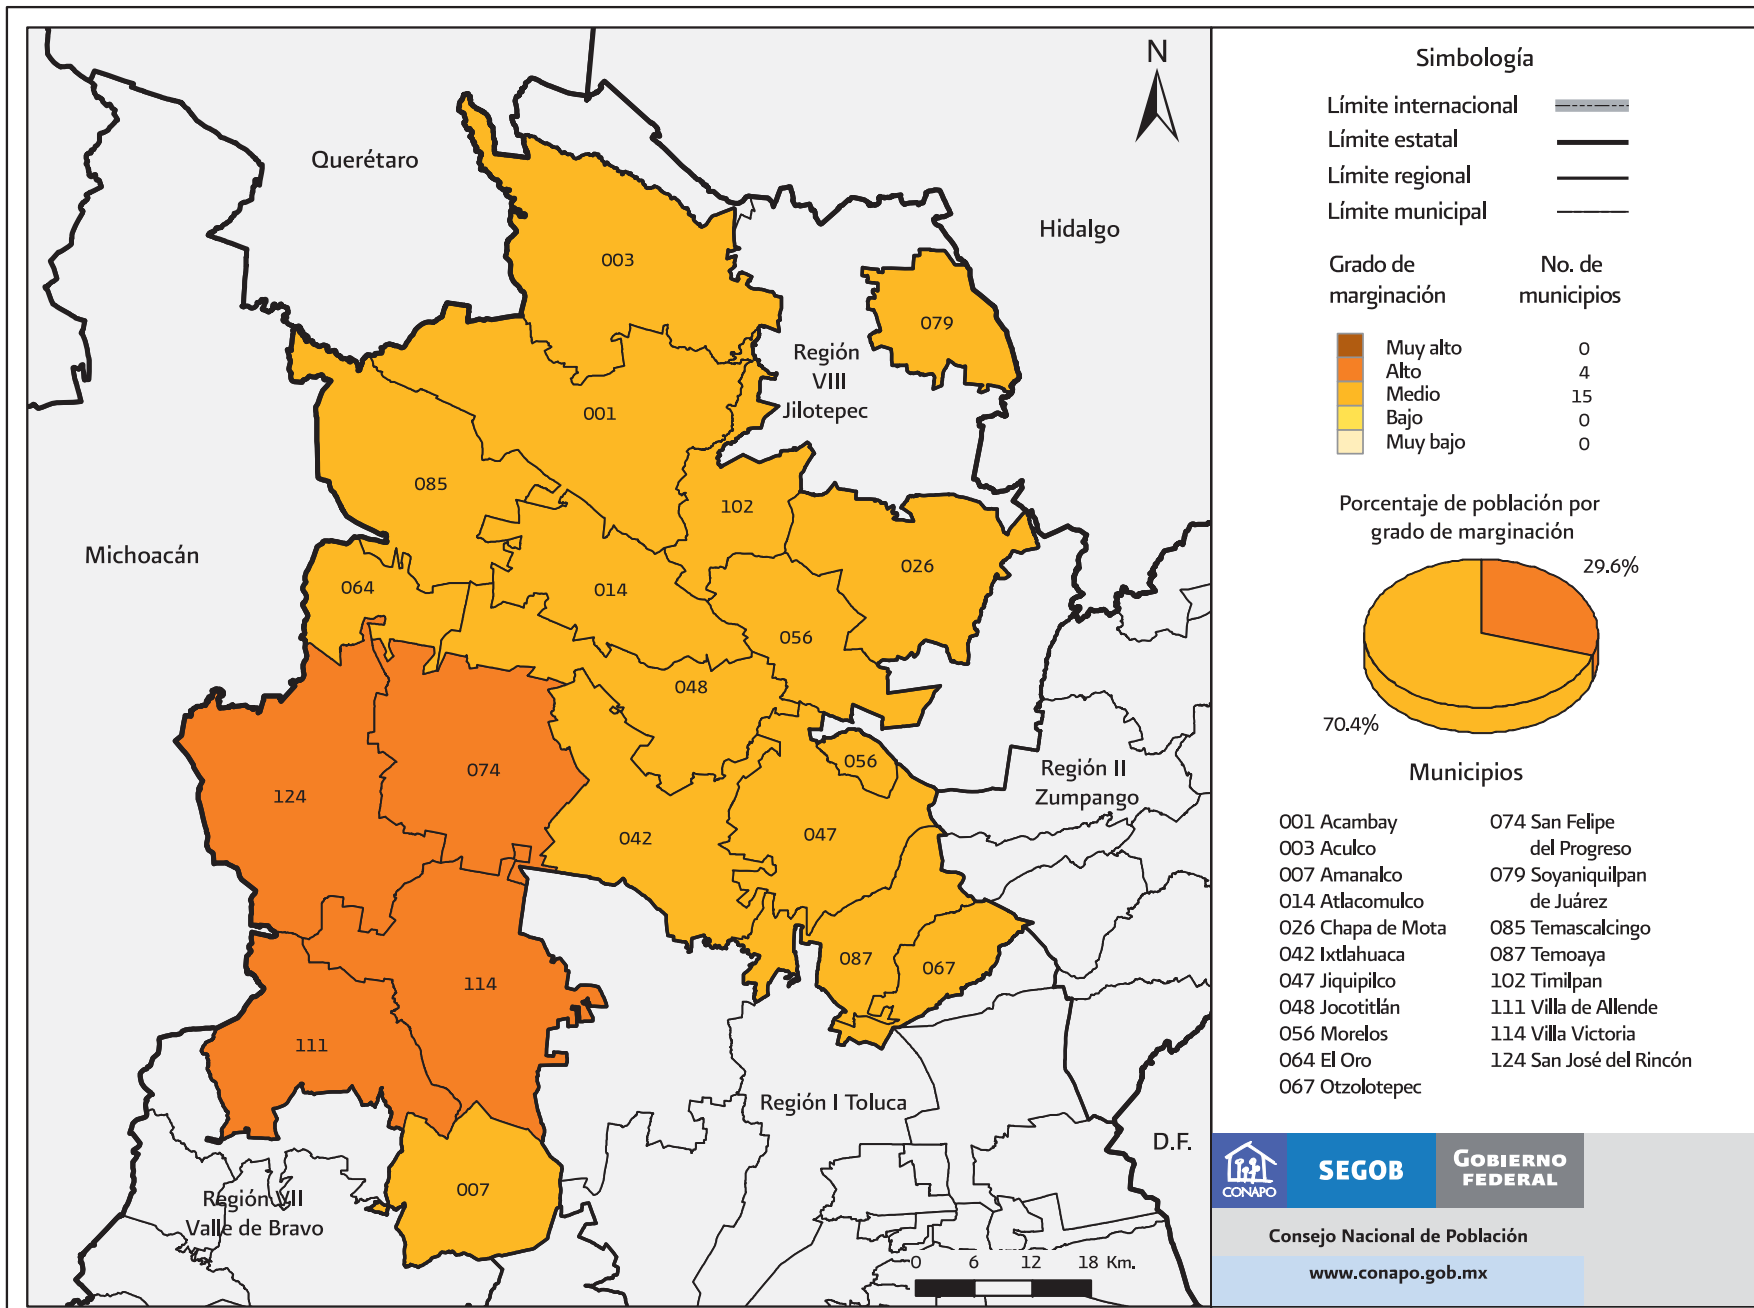 N
Querétaro
Hidalgo
003
079
Región
VIII
Jilotepec
001
085
102
Michoacán
026
064
014
056
048
074
124
056
Región II
Zumpango
042
047
087
067
114
111
Región I Toluca
D.F.
007
Región VII
Valle de Bravo
0 6 12 18 Km.
Simbología
Límite internacional
Límite estatal
Límite regional
Límite municipal
Grado de No. de
marginación municipios
Muy alto 0
Alto 4
Medio 15
Bajo 0
Muy bajo 0
Porcentaje de población por
grado de marginación
29.6%
70.4%
Municipios
001 Acambay
003 Aculco
007 Amanalco
014 Atlacomulco
026 Chapa de Mota
042 Ixtlahuaca
047 Jiquipilco
048 Jocotitlán
056 Morelos
064 El Oro
067 Otzolotepec
074 San Felipe
del Progreso
079 Soyaniquilpan
de Juárez
085 Temascalcingo
087 Temoaya
102 Timilpan
111 Villa de Allende
114 Villa Victoria
124 San José del Rincón
CONAPO
SEGOB
GOBIERNO
FEDERAL
Consejo Nacional de Población
www.conapo.gob.mx